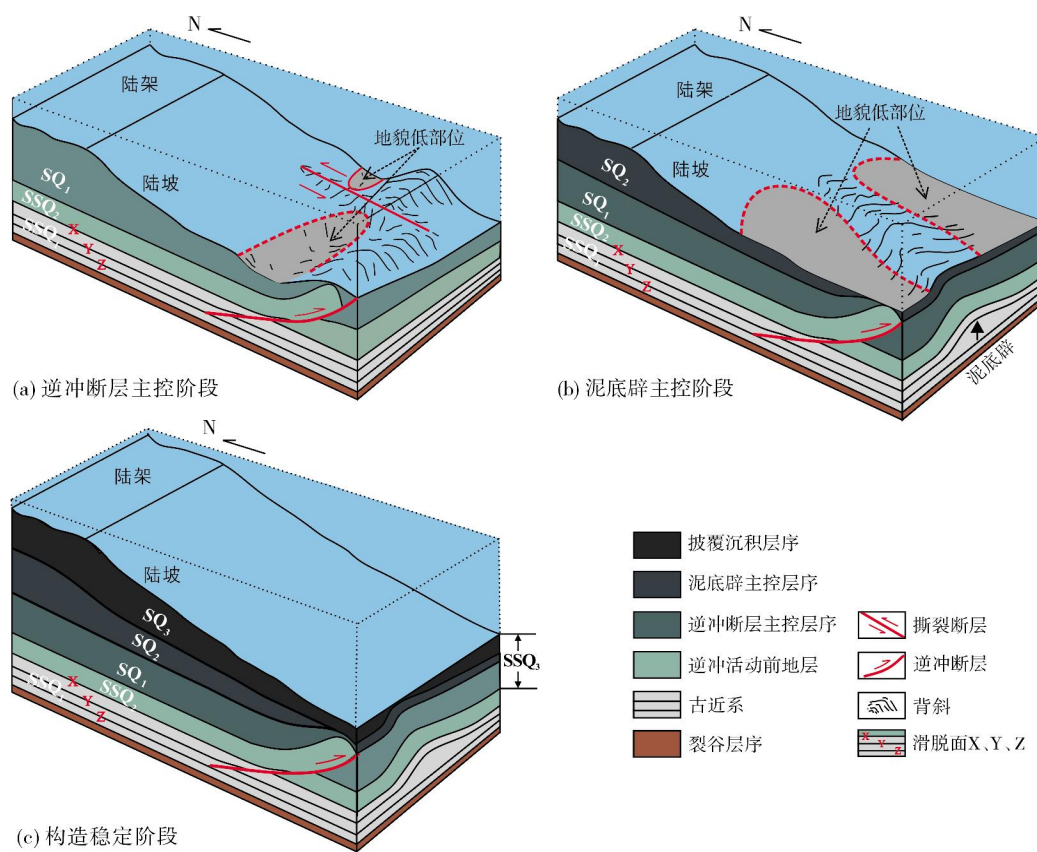 N
陆架
地貌低部位
陆坡
SQ₁
SSQ₂
SSQ₁
X
Y
Z
(a) 逆冲断层主控阶段
N
陆架
地貌低部位
陆坡
SQ₂
SQ₁
SSQ₂
X
Y
Z
泥底辟
(b) 泥底辟主控阶段
N
陆架
陆坡
SQ₃
SQ₂
SQ₁
SSQ₂
X
Y
Z
SSQ₃
(c) 构造稳定阶段
披覆沉积层序
泥底辟主控层序
逆冲断层主控层序
逆冲活动前地层
古近系
裂谷层序
撕裂断层
逆冲断层
背斜
X
Y
Z
滑脱面X、Y、Z